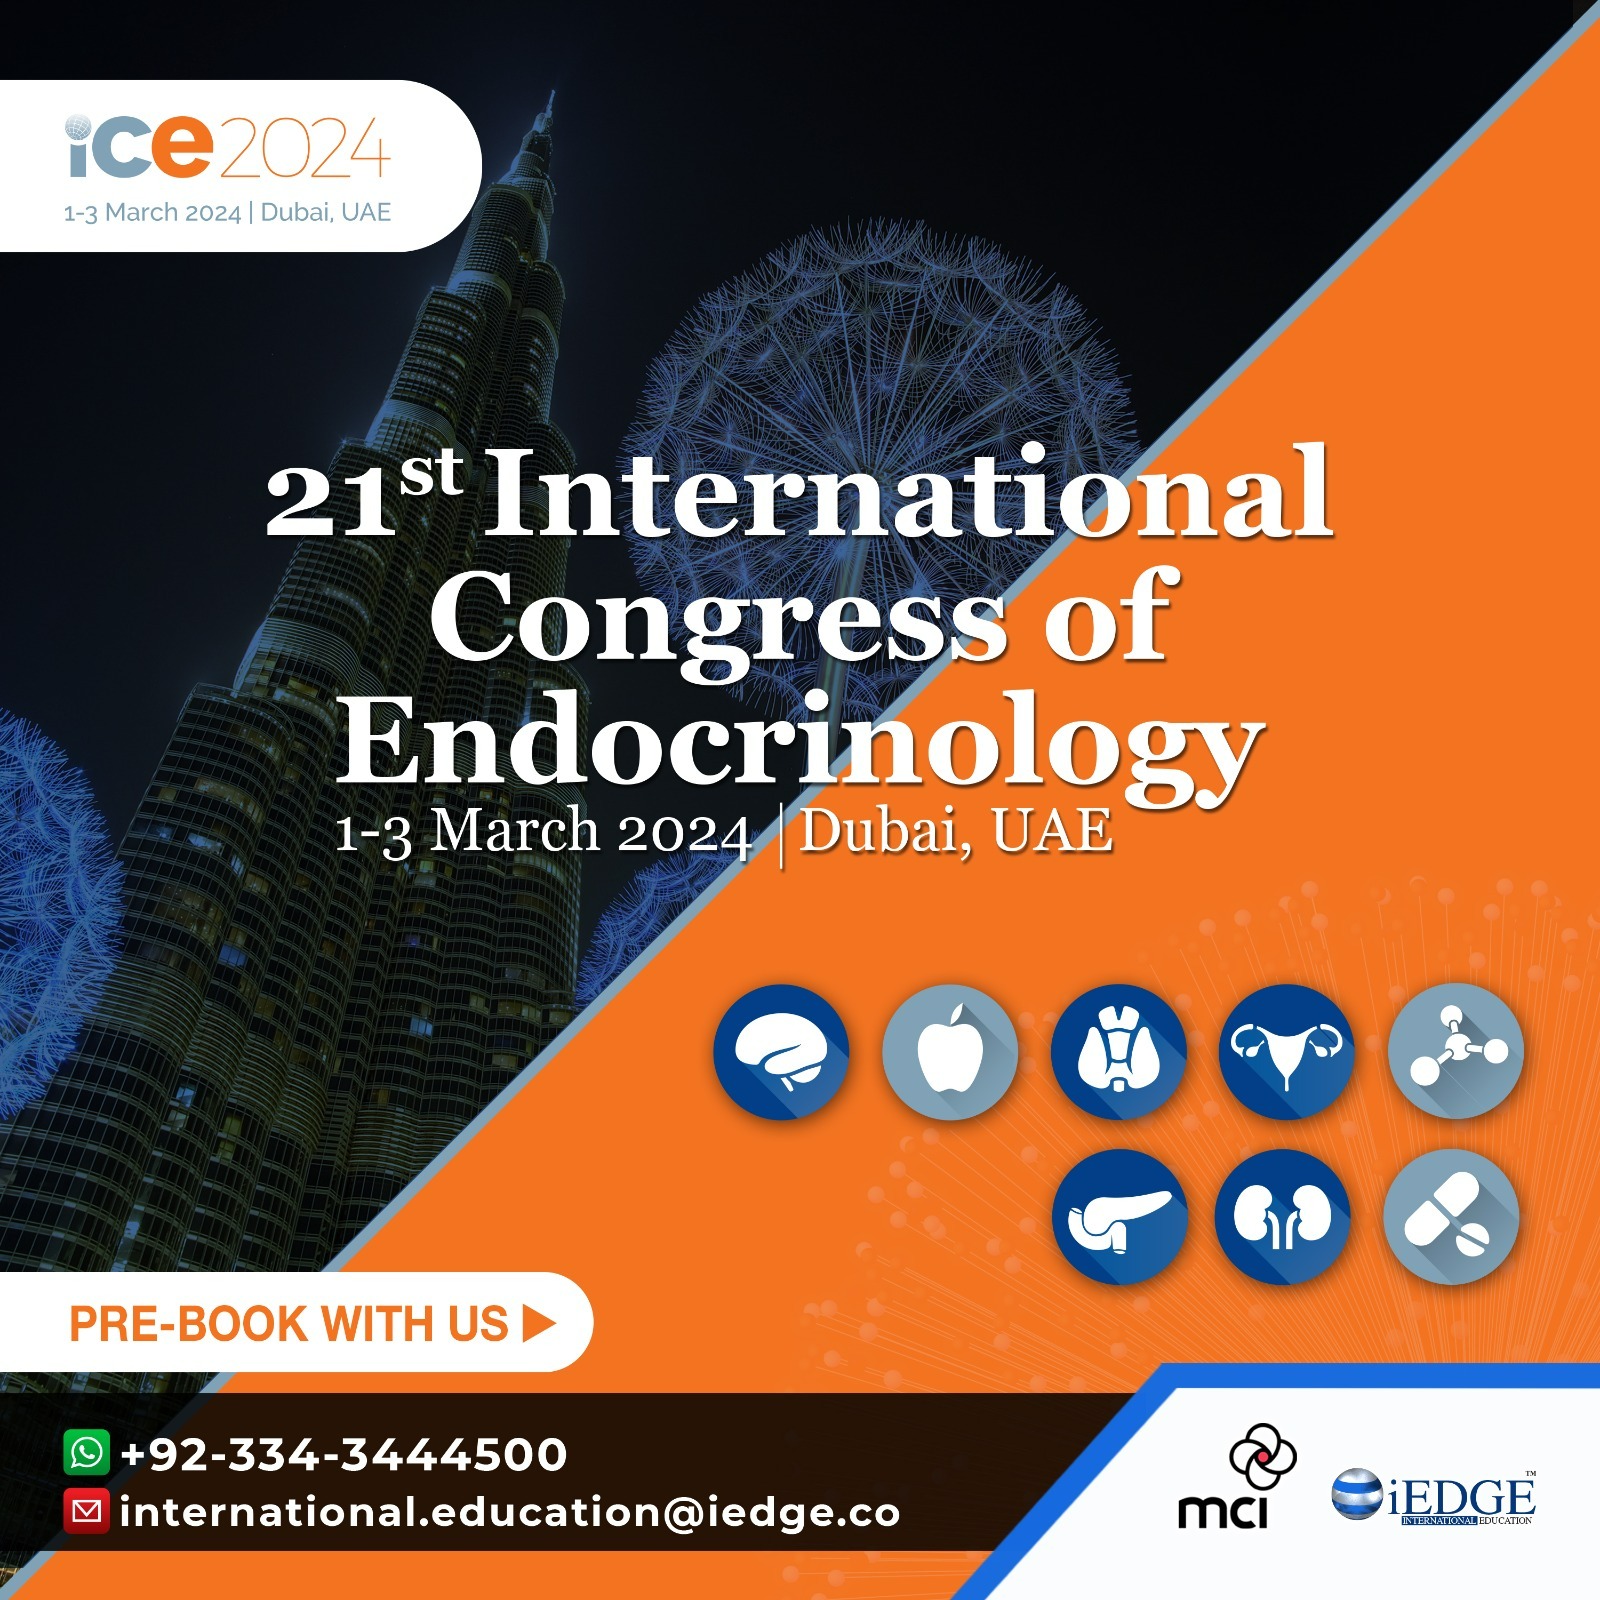 ice2024
1-3 March 2024 | Dubai, UAE
21st International
Congress of
Endocrinology
1-3 March 2024 | Dubai, UAE
PRE-BOOK WITH US
+92-334-3444500
international.education@iedge.co
mci
iEDGE™
INTERNATIONAL EDUCATION